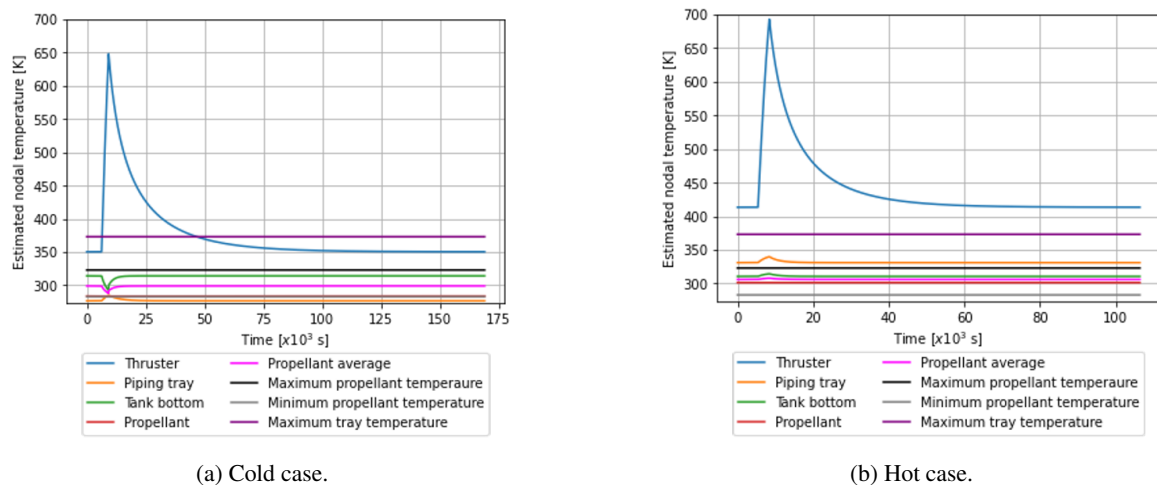 700
650
600
550
500
450
400
350
300
Estimated nodal temperature [K]
0
25
50
75
100
125
150
175
Time [x10³ s]
Thruster
Piping tray
Tank bottom
Propellant
Propellant average
Maximum propellant temperaure
Minimum propellant temperature
Maximum tray temperature
(a) Cold case.
700
650
600
550
500
450
400
350
300
Estimated nodal temperature [K]
0
20
40
60
80
100
Time [x10³ s]
Thruster
Piping tray
Tank bottom
Propellant
Propellant average
Maximum propellant temperaure
Minimum propellant temperature
Maximum tray temperature
(b) Hot case.